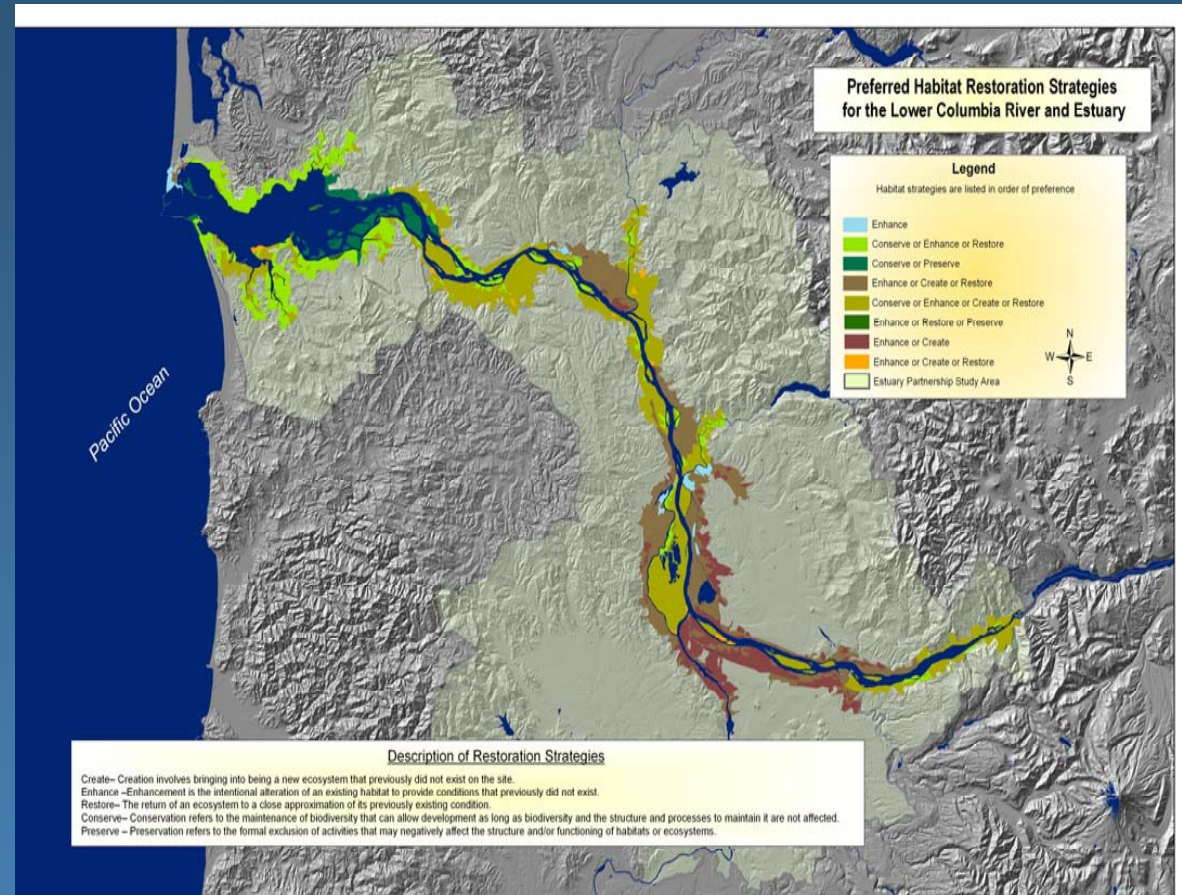 Preferred Habitat Restoration Strategies
for the Lower Columbia River and Estuary
Legend
Habitat strategies are listed in order of preference
Enhance
Conserve or Enhance or Restore
Conserve or Preserve
Enhance or Create or Restore
Conserve or Enhance or Create or Restore
Enhance or Restore or Preserve
Enhance or Create
Enhance or Create or Restore
Estuary Partnership Study Area
N
W E
S
Pacific Ocean
Description of Restoration Strategies
Create– Creation involves bringing into being a new ecosystem that previously did not exist on the site.
Enhance –Enhancement is the intentional alteration of an existing habitat to provide conditions that previously did not exist.
Restore– The return of an ecosystem to a close approximation of its previously existing condition.
Conserve– Conservation refers to the maintenance of biodiversity that can allow development as long as biodiversity and the structure and processes to maintain it are not affected.
Preserve – Preservation refers to the formal exclusion of activities that may negatively affect the structure and/or functioning of habitats or ecosystems.